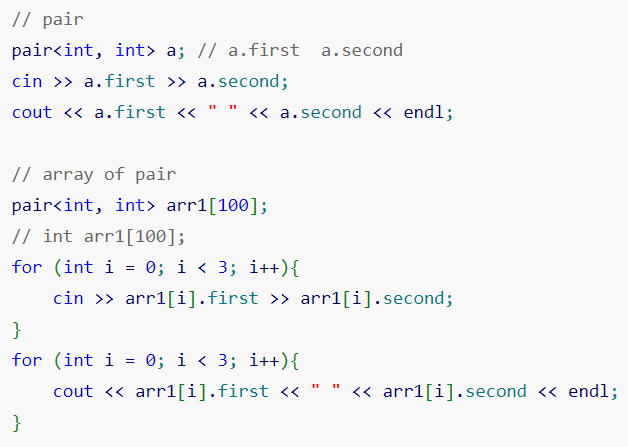 // pair
pair<int, int> a; // a.first  a.second
cin >> a.first >> a.second;
cout << a.first << " " << a.second << endl;

// array of pair
pair<int, int> arr1[100];
// int arr1[100];
for (int i = 0; i < 3; i++){
    cin >> arr1[i].first >> arr1[i].second;
}
for (int i = 0; i < 3; i++){
    cout << arr1[i].first << " " << arr1[i].second << endl;
}